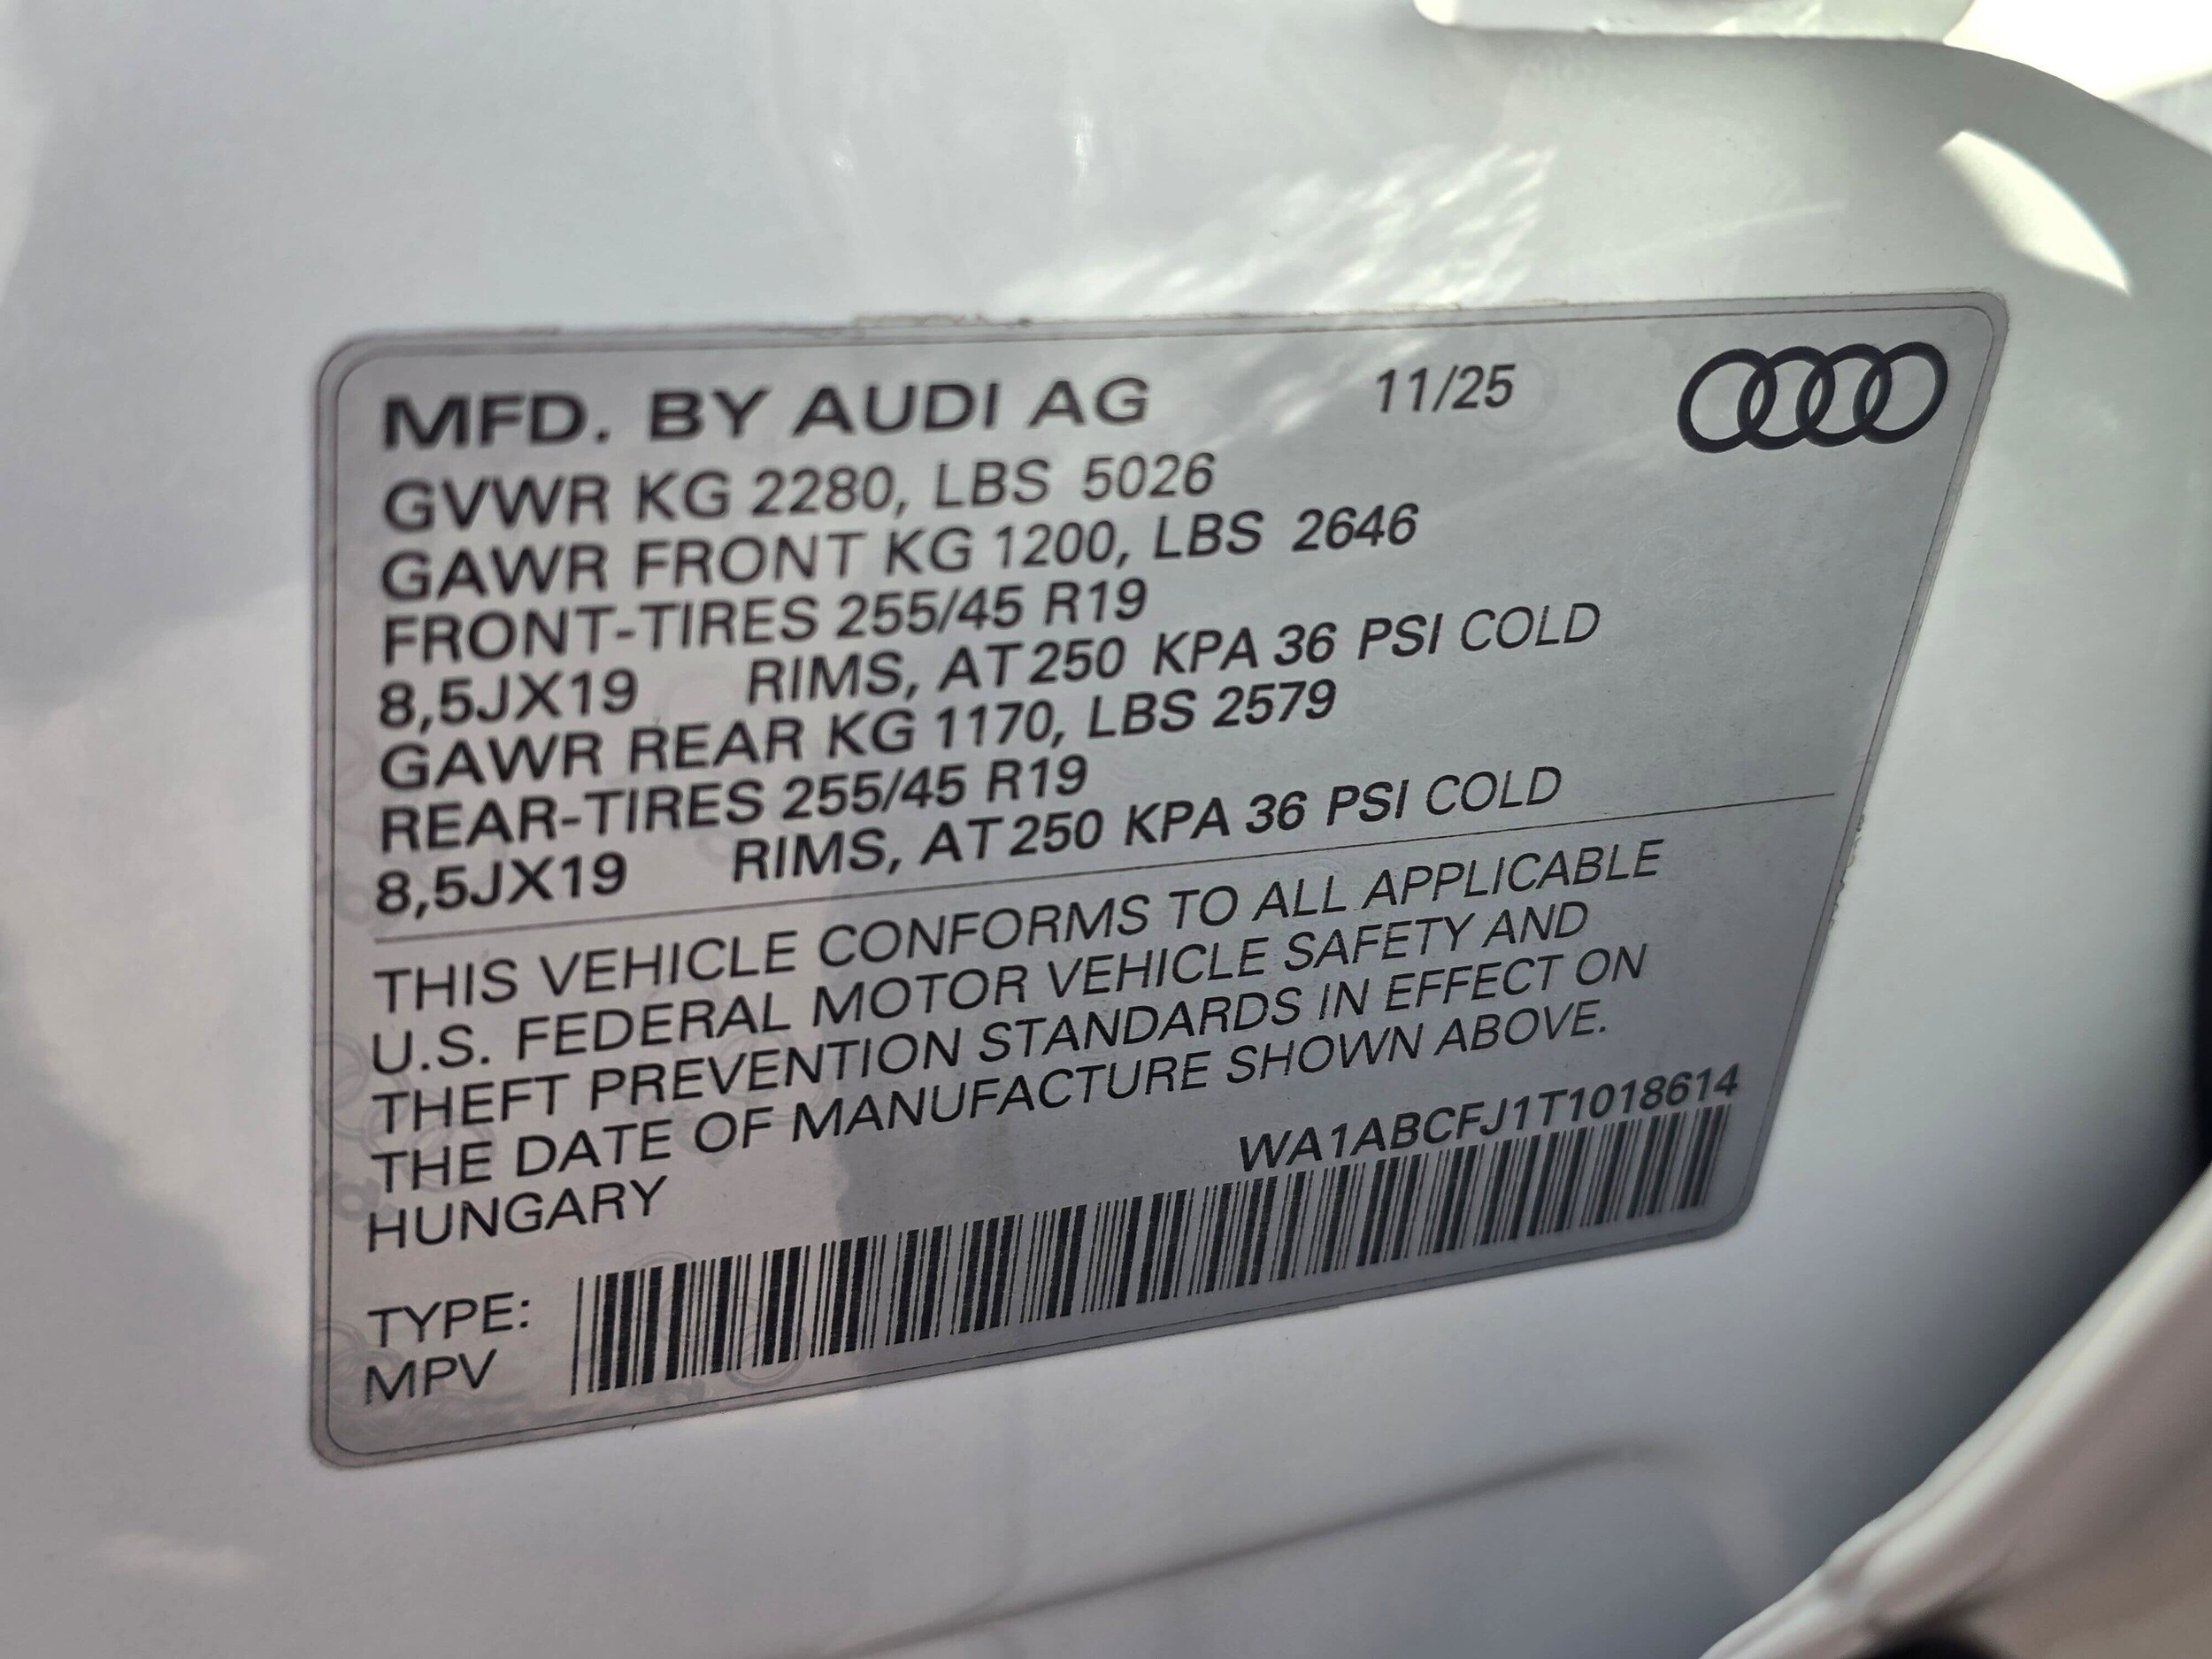 MFD. BY AUDI AG 11/25
GVWR KG 2280, LBS 5026
GAWR FRONT KG 1200, LBS 2646
FRONT-TIRES 255/45 R19
8,5JX19 RIMS, AT 250 KPA 36 PSI COLD
GAWR REAR KG 1170, LBS 2579
REAR-TIRES 255/45 R19
8,5JX19 RIMS, AT 250 KPA 36 PSI COLD
THIS VEHICLE CONFORMS TO ALL APPLICABLE
U.S. FEDERAL MOTOR VEHICLE SAFETY AND
THEFT PREVENTION STANDARDS IN EFFECT ON
THE DATE OF MANUFACTURE SHOWN ABOVE.
HUNGARY WA1ABCFJ1T1018614
TYPE:
MPV